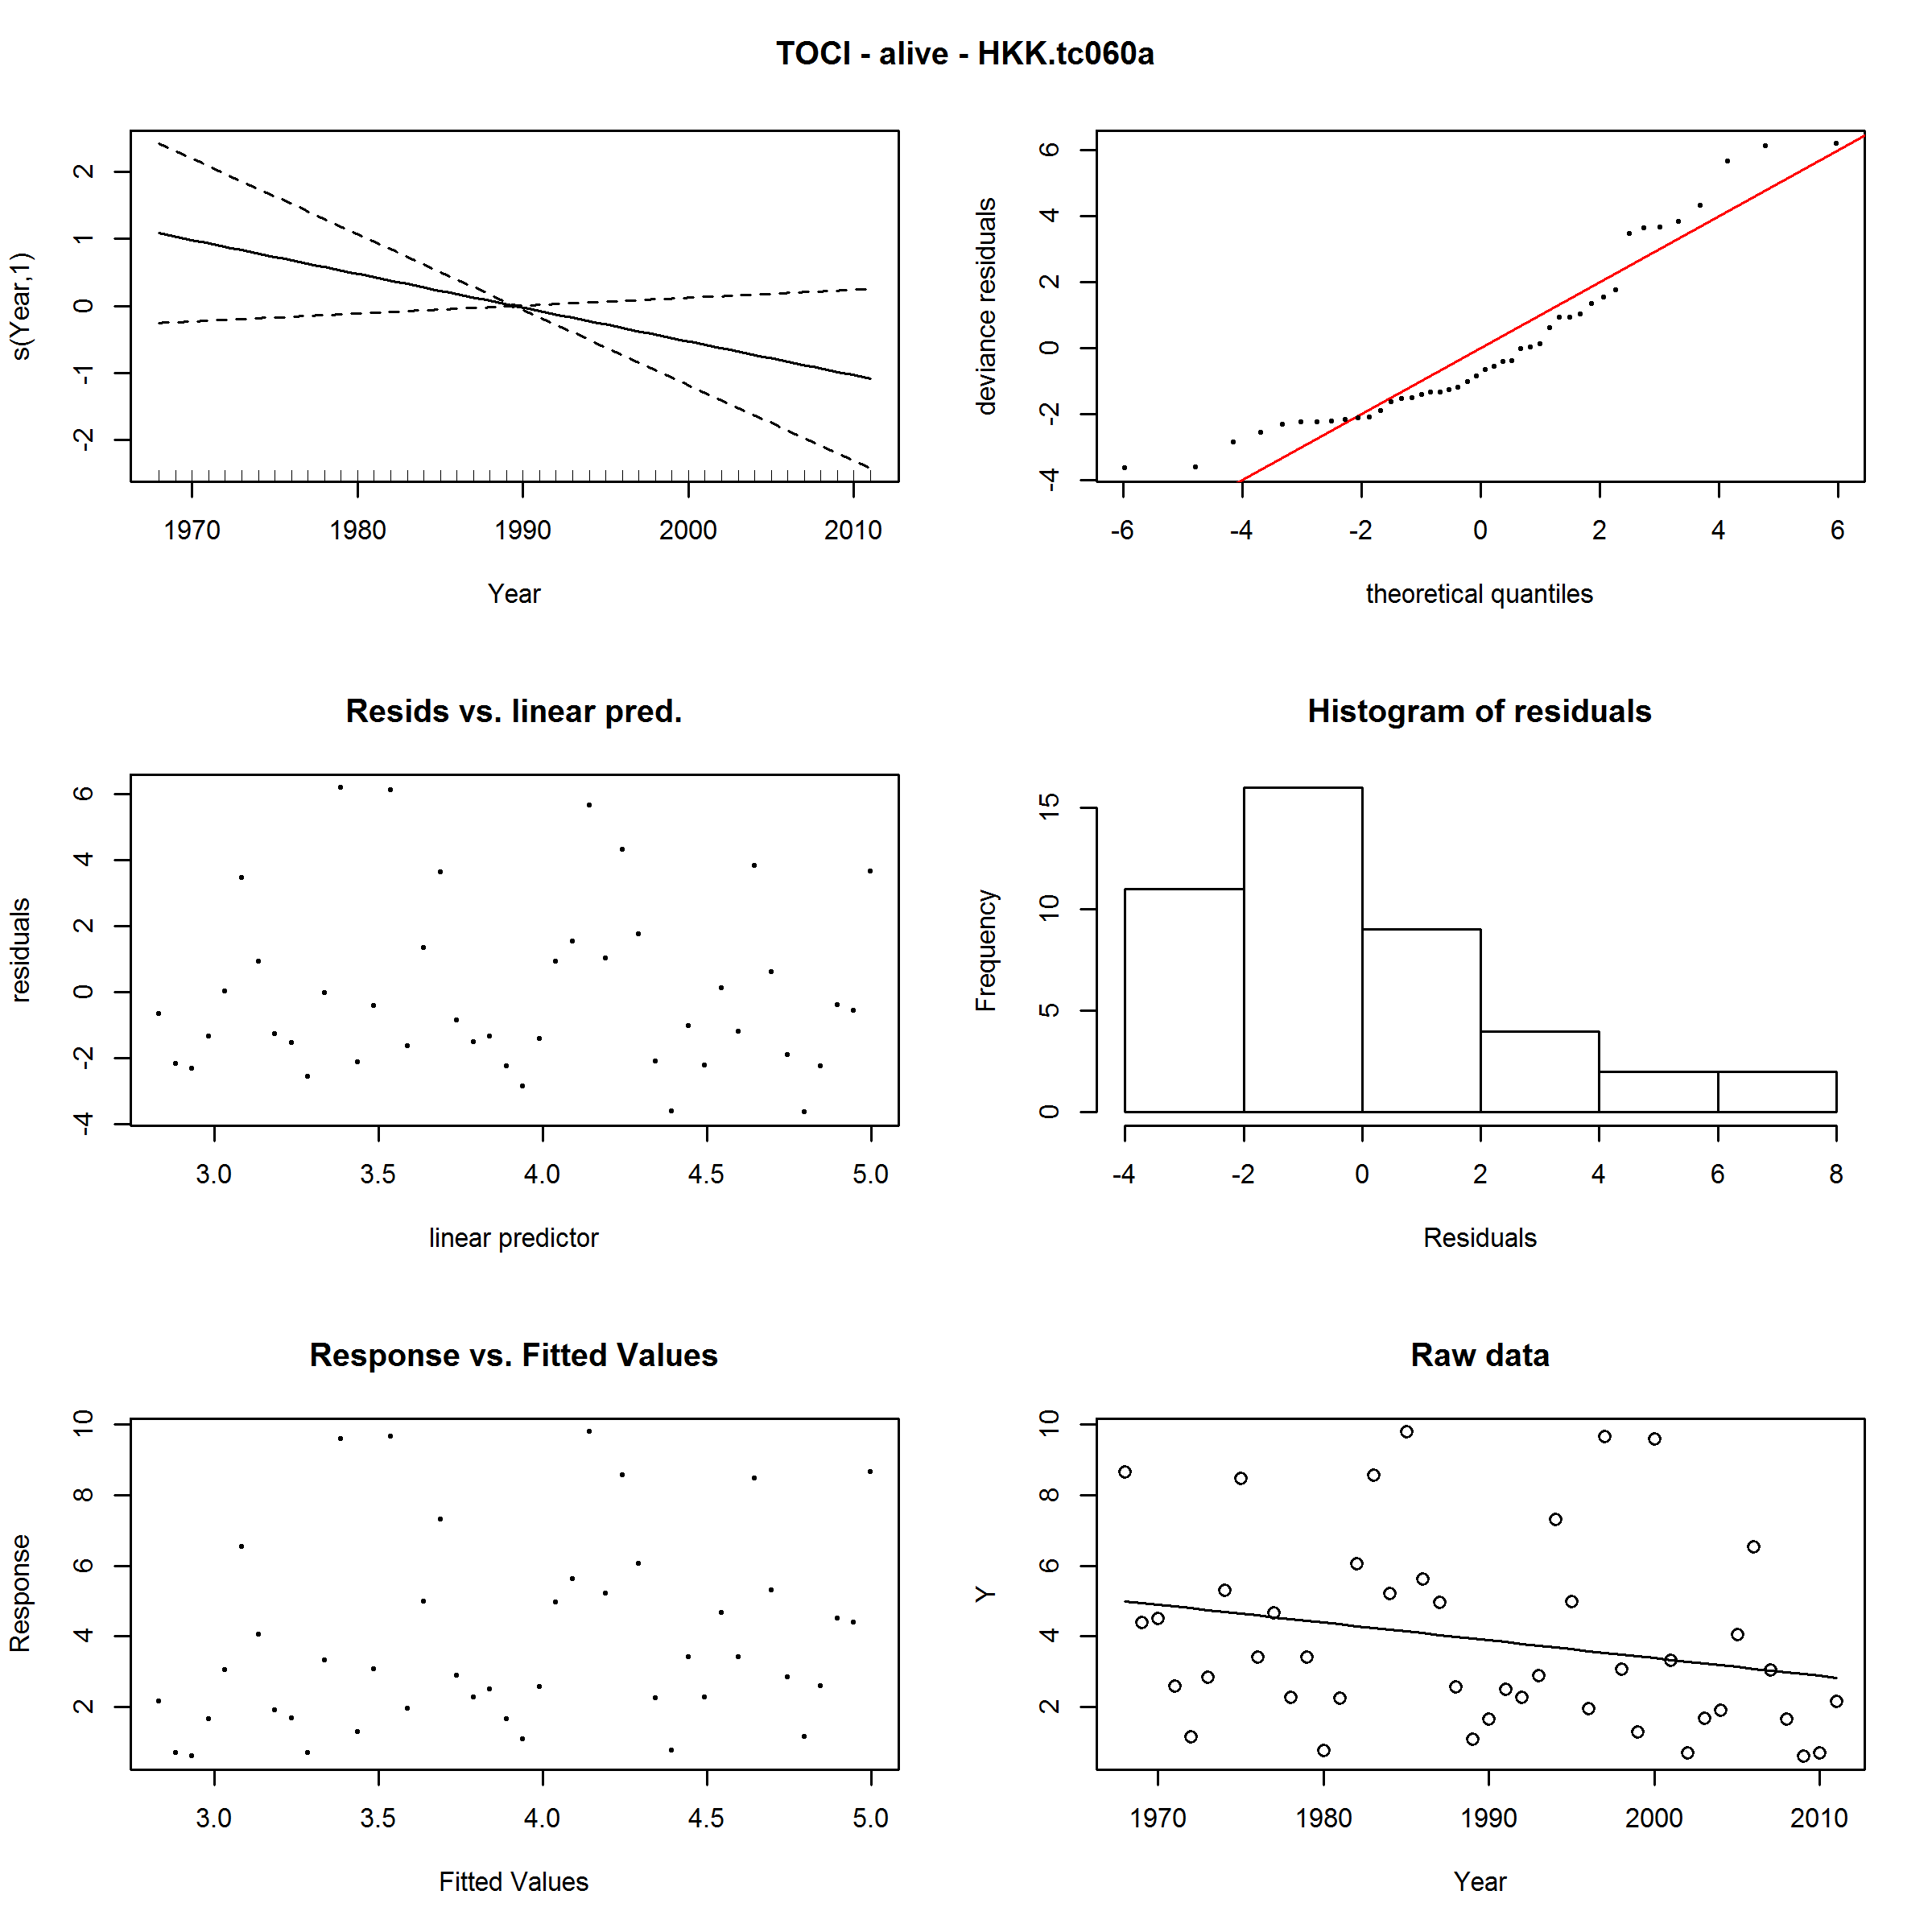 TOCI - alive - HKK.tc060a
s(Year,1)
2
1
0
-1
-2
1970 1980 1990 2000 2010
Year
deviance residuals
6
4
2
0
-2
-4
-6 -4 -2 0 2 4 6
theoretical quantiles
Resids vs. linear pred.
residuals
6
4
2
0
-2
-4
3.0 3.5 4.0 4.5 5.0
linear predictor
Histogram of residuals
Frequency
15
10
5
0
-4 -2 0 2 4 6 8
Residuals
Response vs. Fitted Values
Response
10
8
6
4
2
3.0 3.5 4.0 4.5 5.0
Fitted Values
Raw data
Y
10
8
6
4
2
1970 1980 1990 2000 2010
Year